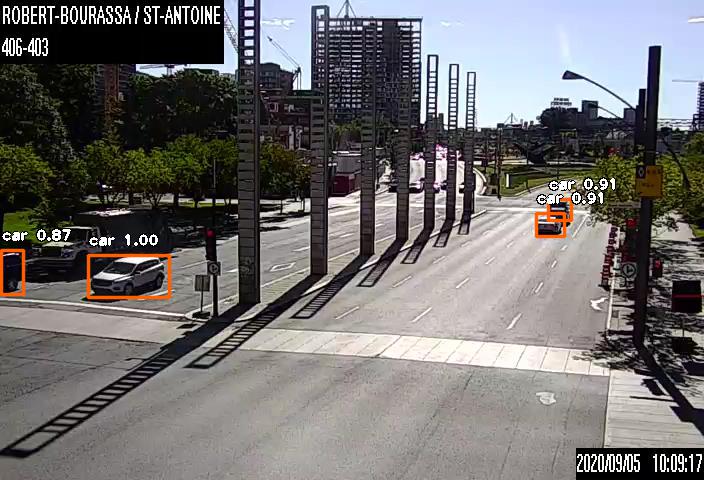 ROBERT-BOURASSA / ST-ANTOINE
406-403
car 0.91
car 0.91
car 0.87
car 1.00
2020/09/05 10:09:17